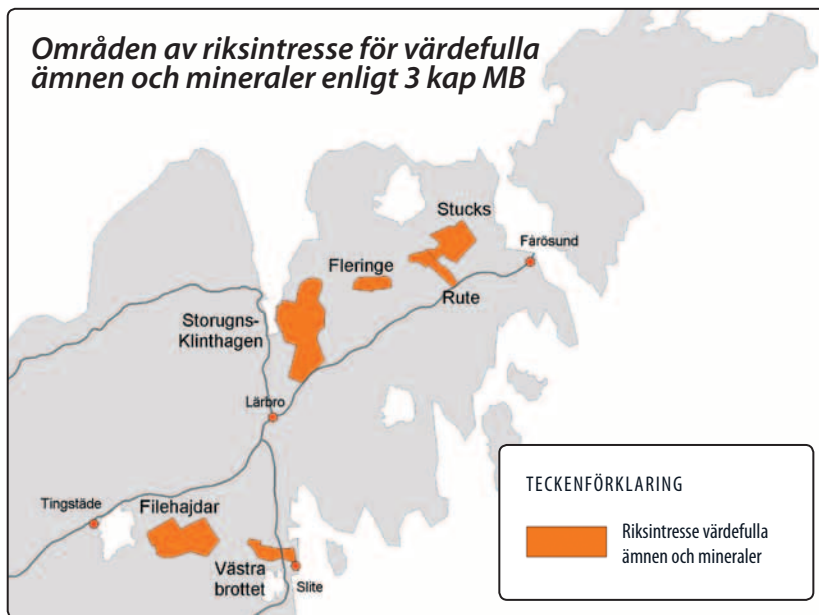 Områden av riksintresse för värdefulla
ämnen och mineraler enligt 3 kap MB
Stucks
Fårösund
Fleringe
Rute
Storugns-
Klinthagen
Lärbro
Tingstäde
Filehajdar
Västra
brottet
Slite
TECKENFÖRKLARING
Riksintresse värdefulla
ämnen och mineraler